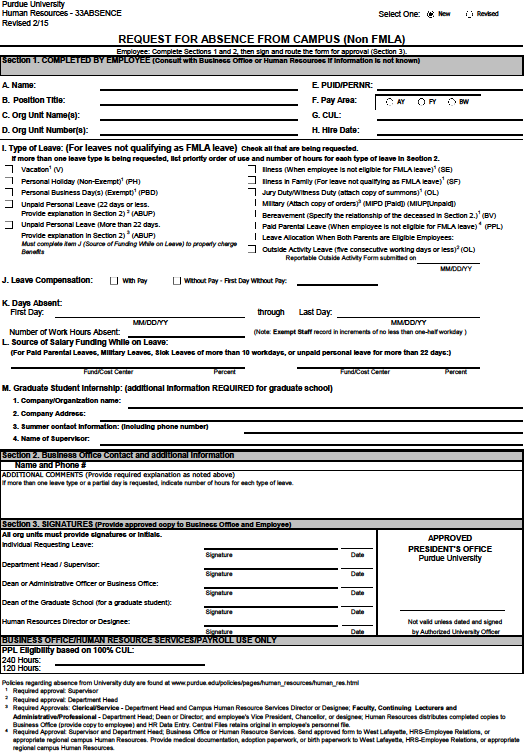 Purdue University
Human Resources - 33ABSENCE
Revised 2/15
Select One: New Revised
REQUEST FOR ABSENCE FROM CAMPUS (Non FMLA)
Employee: Complete Sections 1 and 2, then sign and route the form for approval (Section 3).
Section 1. COMPLETED BY EMPLOYEE (Consult with Business Office or Human Resources if information is not known)
A. Name: E. PUID/PERNR:
B. Position Title: F. Pay Area: AY FY BW
C. Org Unit Name(s): G. CUL:
D. Org Unit Number(s): H. Hire Date:
I. Type of Leave: (For leaves not qualifying as FMLA leave) Check all that are being requested.
If more than one leave type is being requested, list priority order of use and number of hours for each type of leave in Section 2.
Vacation¹ (V)
Personal Holiday (Non-Exempt)¹ (PH)
Personal Business Day(s) (Exempt)¹ (PBD)
Unpaid Personal Leave (22 days or less.
Provide explanation in Section 2) ² (ABUP)
Unpaid Personal Leave (More than 22 days.
Provide explanation in Section 2) ³ (ABUP)
Must complete item J (Source of Funding While on Leave) to properly charge
Benefits
Illness (When employee is not eligible for FMLA leave)¹ (SE)
Illness in Family (For leave not qualifying as FMLA leave)¹ (SF)
Jury Duty/Witness Duty (attach copy of summons)¹ (OL)
Military (Attach copy of orders)³ (MIPD [Paid]) (MIUP[Unpaid])
Bereavement (Specify the relationship of the deceased in Section 2.)¹ (BV)
Paid Parental Leave (When employee is not eligible for FMLA leave) ⁴ (PPL)
Leave Allocation When Both Parents are Eligible Employees:
Outside Activity Leave (five consecutive working days or less)² (OL)
Reportable Outside Activity Form submitted on
MM/DD/YY
J. Leave Compensation: With Pay Without Pay - First Day Without Pay:
K. Days Absent:
First Day: through Last Day:
MM/DD/YY MM/DD/YY
Number of Work Hours Absent: (Note: Exempt Staff record in increments of no less than one-half workday )
L. Source of Salary Funding While on Leave:
(For Paid Parental Leaves, Military Leaves, Sick Leaves of more than 10 workdays, or unpaid personal leave for more than 22 days:)
Fund/Cost Center Percent Fund/Cost Center Percent
M. Graduate Student Internship: (additional information REQUIRED for graduate school)
1. Company/Organization name:
2. Company Address:
3. Summer contact information: (including phone number)
4. Name of Supervisor:
Section 2. Business Office Contact and additional Information
Name and Phone #
ADDITIONAL COMMENTS (Provide required explanation as noted above)
If more than one leave type or a partial day is requested, indicate number of hours for each type of leave.
Section 3. SIGNATURES (Provide approved copy to Business Office and Employee)
All org units must provide signatures or initials.
Individual Requesting Leave:
Signature Date
Department Head / Supervisor:
Signature Date
Dean or Administrative Officer or Business Office:
Signature Date
Dean of the Graduate School (for a graduate student):
Signature Date
Human Resources Director or Designee:
Signature Date
APPROVED
PRESIDENT'S OFFICE
Purdue University
Not valid unless dated and signed
by Authorized University Officer
BUSINESS OFFICE/HUMAN RESOURCE SERVICES/PAYROLL USE ONLY
PPL Eligibility based on 100% CUL:
240 Hours:
120 Hours:
Policies regarding absence from University duty are found at www.purdue.edu/policies/pages/human_resources/human_res.html
¹ Required approval: Supervisor
² Required approval: Department Head
³ Required Approvals: Clerical/Service - Department Head and Campus Human Resource Services Director or Designee; Faculty, Continuing Lecturers and
Administrative/Professional - Department Head; Dean or Director; and employee's Vice President, Chancellor, or designee; Human Resources distributes completed copies to
Business Office (provide copy to employee) and HR Data Entry. Central Files retains original in employee's personnel file.
⁴ Required Approval: Supervisor and Department Head; Business Office or Human Resource Services. Send approved form to West Lafayette, HRS-Employee Relations, or
appropriate regional campus Human Resources. Provide medical documentation, adoption paperwork, or birth paperwork to West Lafayette, HRS-Employee Relations, or appropriate
regional campus Human Resources.